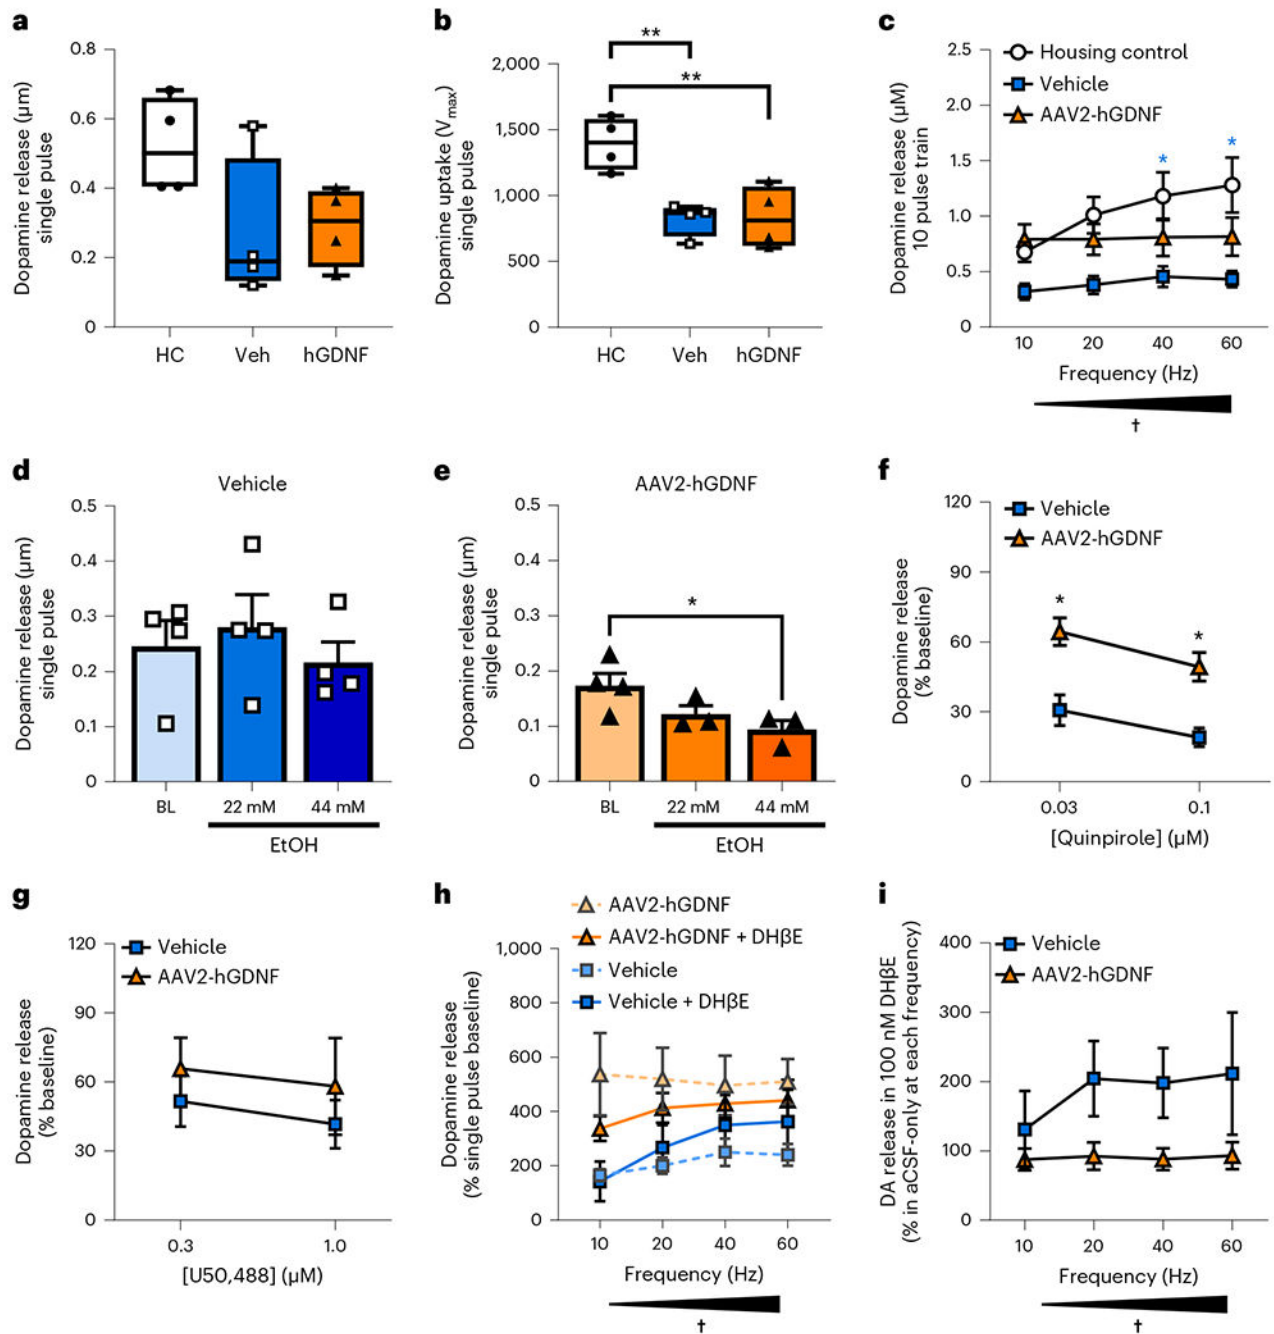 a
Dopamine release (μm)
single pulse
0.8
0.6
0.4
0.2
0
HC
Veh
hGDNF
b
Dopamine uptake (Vmax)
single pulse
2,000
1,500
1,000
500
0
**
**
HC
Veh
hGDNF
c
Dopamine release (μM)
10 pulse train
2.5
2.0
1.5
1.0
0.5
0
Housing control
Vehicle
AAV2-hGDNF
*
*
10
20
40
60
Frequency (Hz)
†
d
Vehicle
Dopamine release (μm)
single pulse
0.5
0.4
0.3
0.2
0.1
0
BL
22 mM
44 mM
EtOH
e
AAV2-hGDNF
Dopamine release (μm)
single pulse
0.5
0.4
0.3
0.2
0.1
0
*
BL
22 mM
44 mM
EtOH
f
Dopamine release
(% baseline)
120
90
60
30
0
Vehicle
AAV2-hGDNF
*
*
0.03
0.1
[Quinpirole] (μM)
g
Dopamine release
(% baseline)
120
90
60
30
0
Vehicle
AAV2-hGDNF
0.3
1.0
[U50,488] (μM)
h
AAV2-hGDNF
AAV2-hGDNF + DHβE
Vehicle
Vehicle + DHβE
Dopamine release
(% single pulse baseline)
1,000
800
600
400
200
0
10
20
40
60
Frequency (Hz)
†
i
DA release in 100 nM DHβE
(% in aCSF-only at each frequency)
400
300
200
100
0
Vehicle
AAV2-hGDNF
10
20
40
60
Frequency (Hz)
†